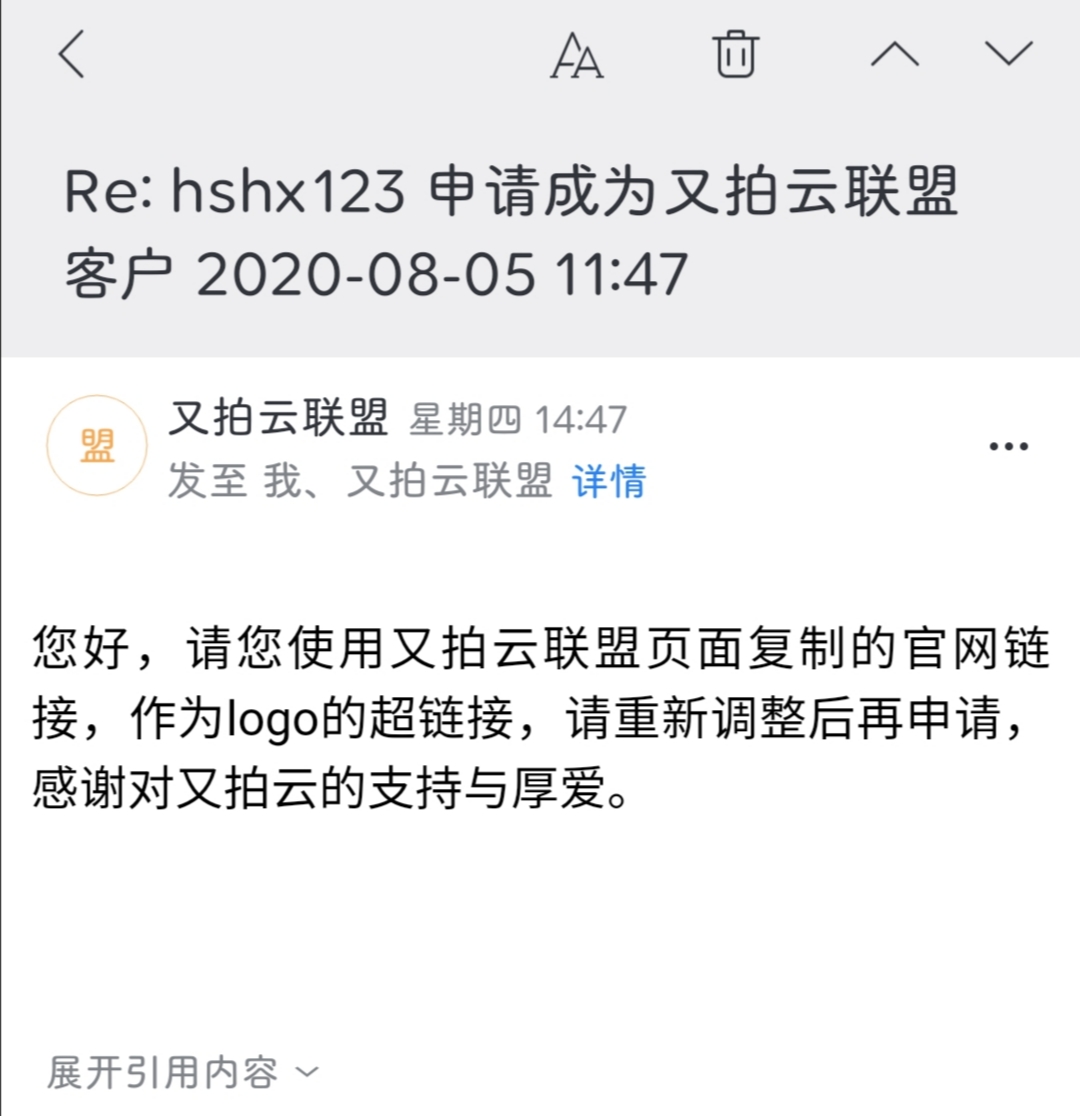 Re: hshx123 申请成为又拍云联盟
客户 2020-08-05 11:47
盟
又拍云联盟 星期四 14:47
发至 我、又拍云联盟 详情
您好，请您使用又拍云联盟页面复制的官网链
接，作为logo的超链接，请重新调整后再申请，
感谢对又拍云的支持与厚爱。
展开引用内容